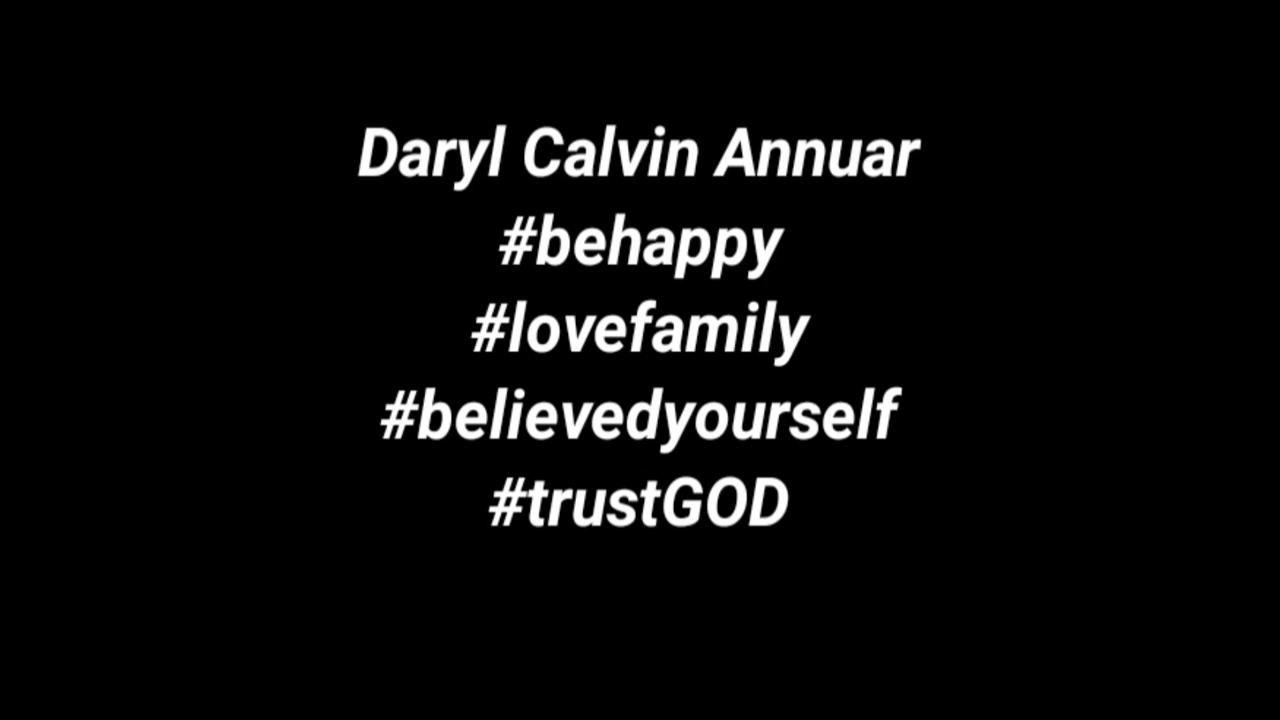 Daryl Calvin Annuar
#behappy
#lovefamily
#believedyourself
#trustGOD